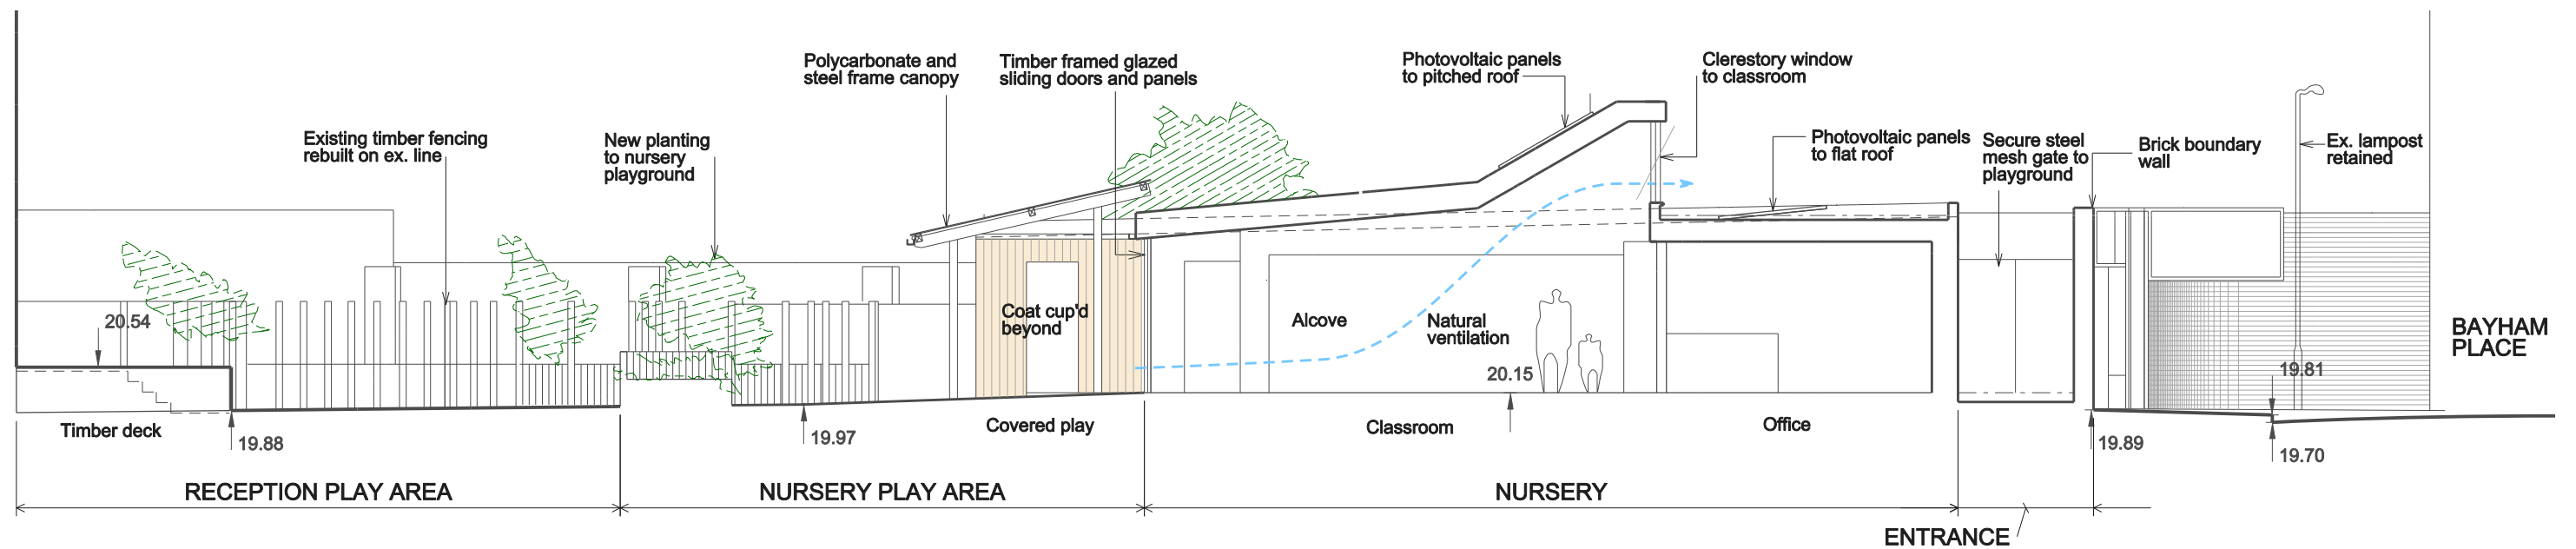 Polycarbonate and
steel frame canopy
Timber framed glazed
sliding doors and panels
Photovoltaic panels
to pitched roof
Clerestory window
to classroom
Existing timber fencing
rebuilt on ex. line
New planting
to nursery
playground
Photovoltaic panels
to flat roof
Secure steel
mesh gate to
playground
Brick boundary
wall
Ex. lampost
retained
20.54
Coat cup'd
beyond
Alcove
Natural
ventilation
20.15
19.81
BAYHAM
PLACE
Timber deck
19.88
19.97
Covered play
Classroom
Office
19.89
19.70
RECEPTION PLAY AREA
NURSERY PLAY AREA
NURSERY
ENTRANCE